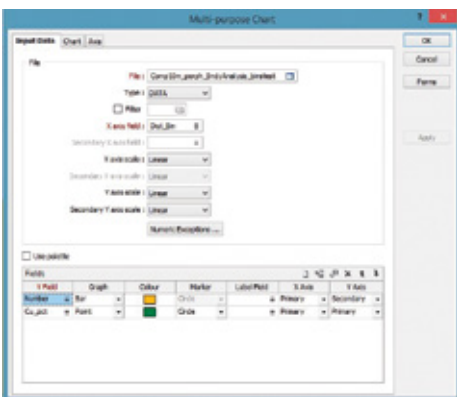 Multi-purpose Chart
Input Data Chart Axis
OK
Cancel
Forms
Apply
File
File :
Type : DATA
Filter
X axis field :
Secondary X axis field :
X axis scale : Linear
Secondary X axis scale : Linear
Y axis scale : Linear
Secondary Y axis scale : Linear
Numeric Exceptions ...
Use palette
Fields
Y Field Graph Colour Marker Label Field X Axis Y Axis
Number Bar Circle Primary Secondary
Cu_pct Point Circle Primary Primary